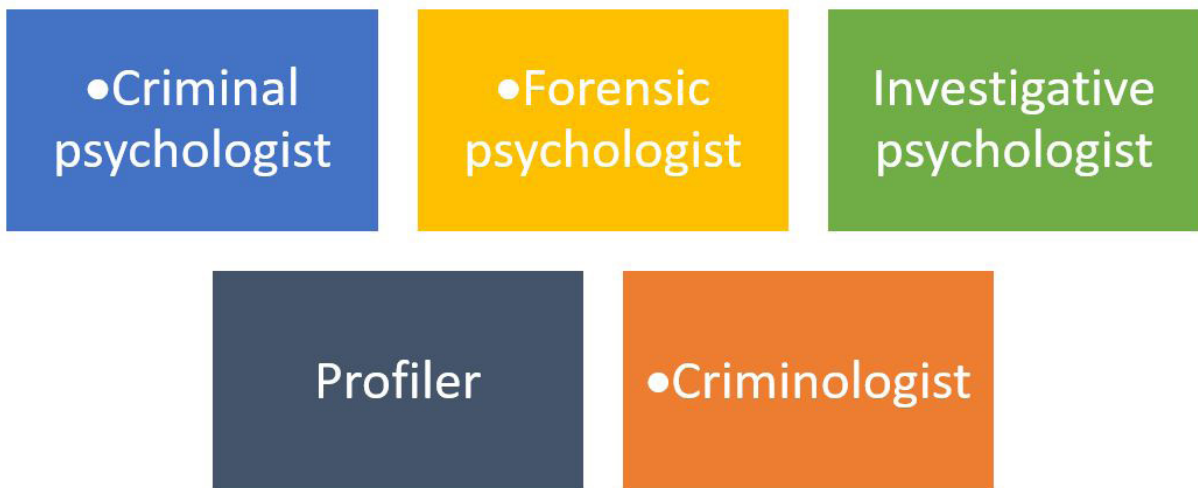 •Criminal
psychologist
•Forensic
psychologist
Investigative
psychologist
Profiler
•Criminologist